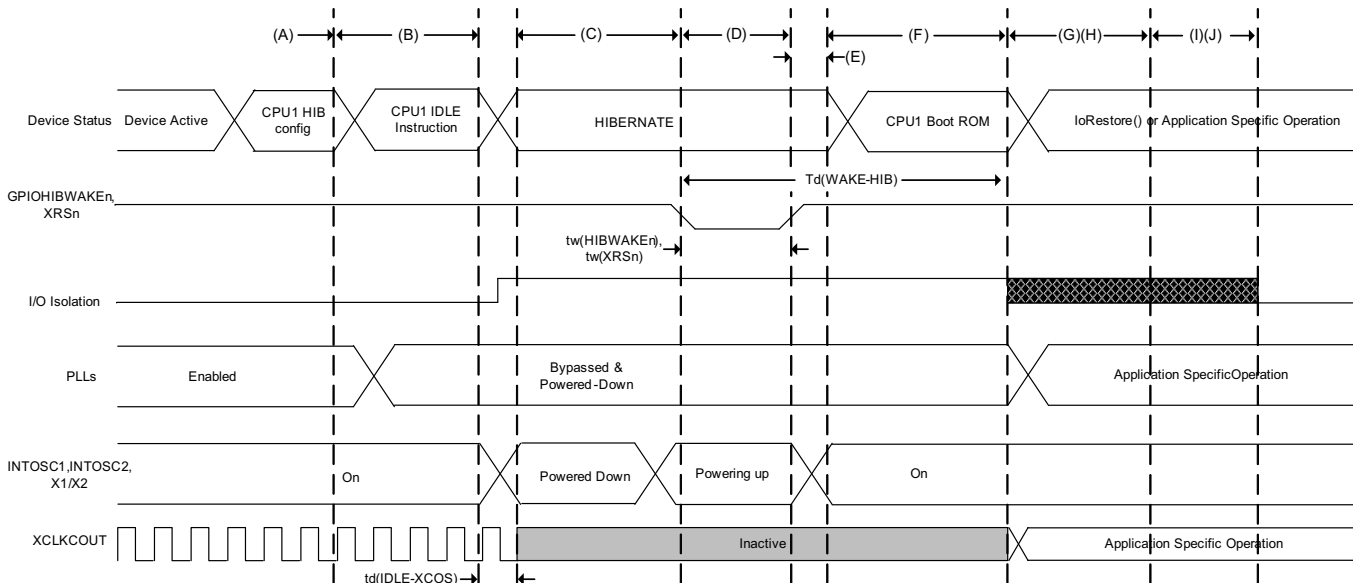 (A)
(B)
(C)
(D)
(E)
(F)
(G)(H)
(I)(J)
Device Status
Device Active
CPU1 HIB
config
CPU1 IDLE
Instruction
HIBERNATE
CPU1 Boot ROM
IoRestore() or Application Specific Operation
Td(WAKE-HIB)
GPIOHIBWAKEn,
XRSn
tw(HIBWAKEn),
tw(XRSn)
I/O Isolation
PLLs
Enabled
Bypassed &
Powered-Down
Application SpecificOperation
INTOSC1,INTOSC2,
X1/X2
On
Powered Down
Powering up
On
XCLKCOUT
Inactive
Application Specific Operation
td(IDLE-XCOS)